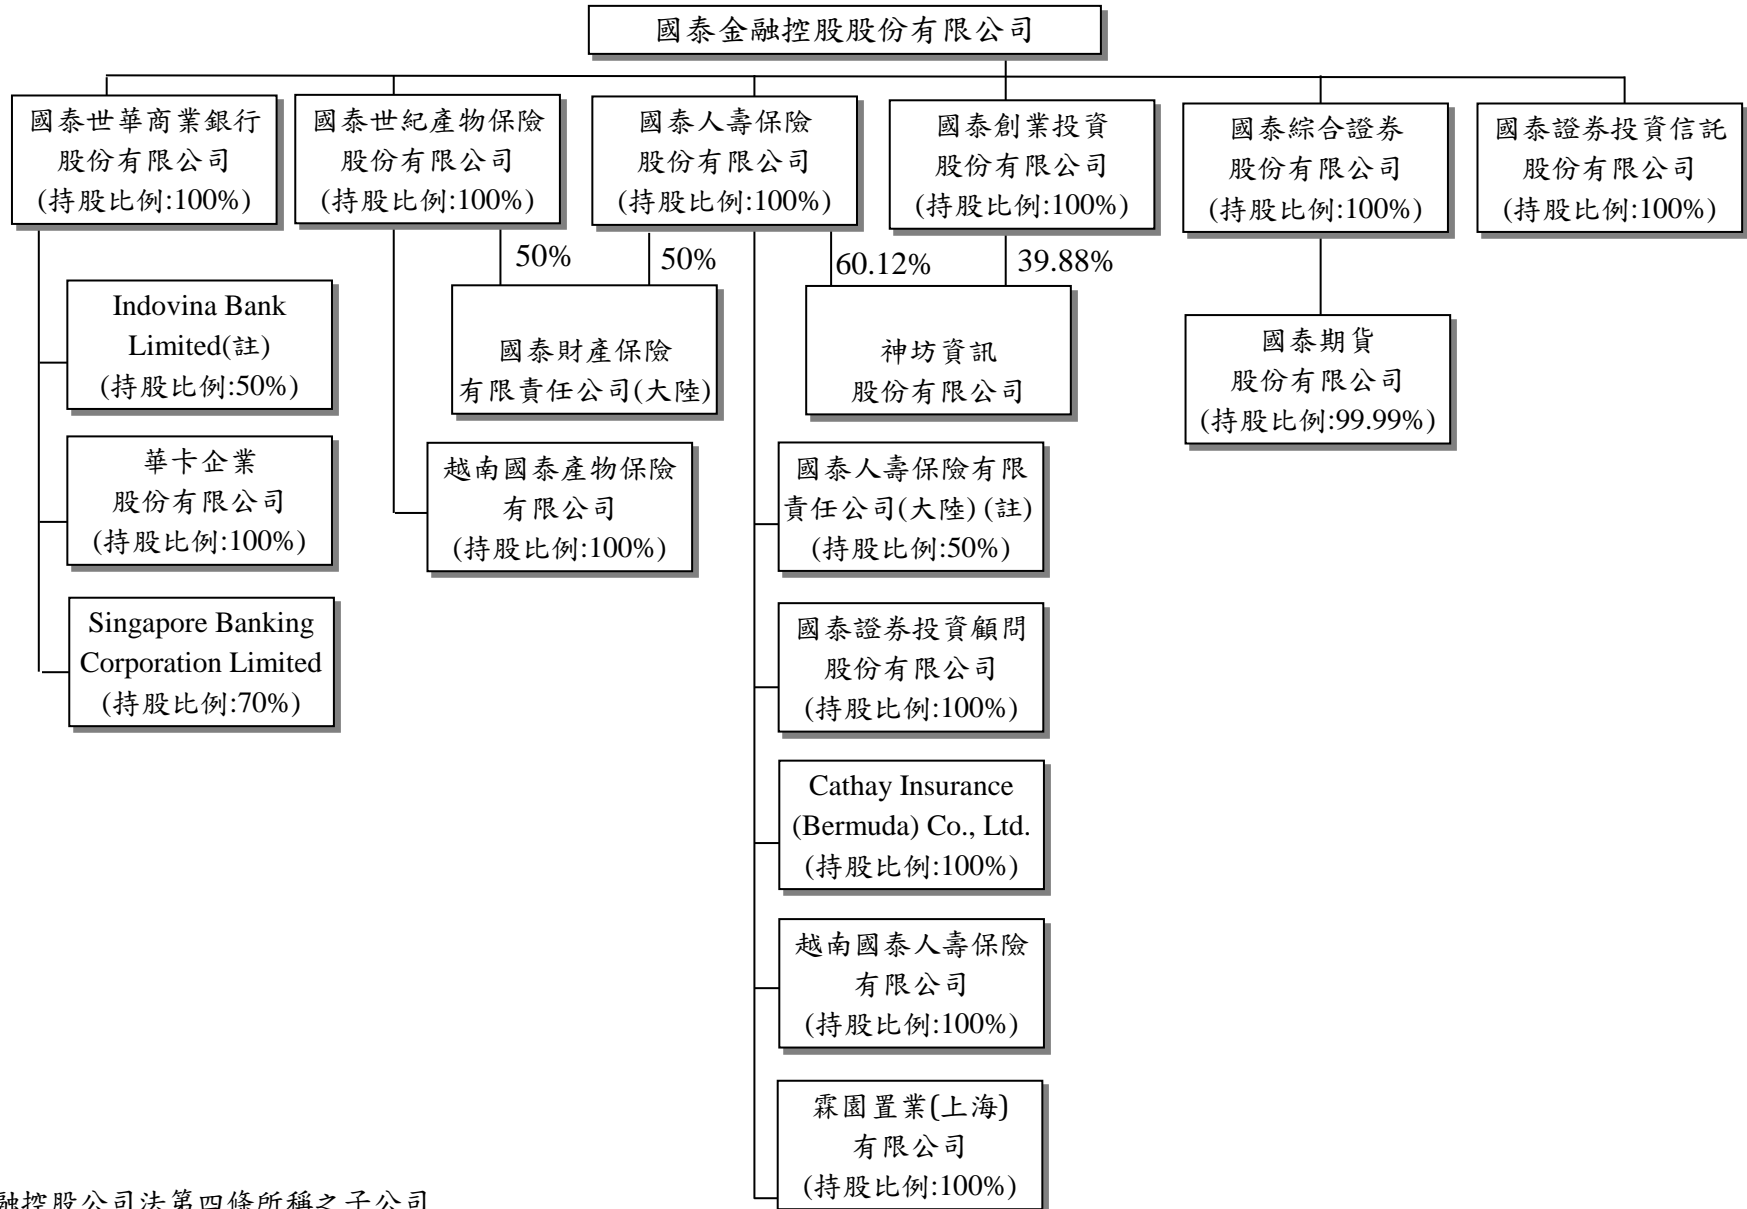 國泰金融控股股份有限公司
國泰世華商業銀行
股份有限公司
(持股比例:100%)
國泰世紀產物保險
股份有限公司
(持股比例:100%)
國泰人壽保險
股份有限公司
(持股比例:100%)
國泰創業投資
股份有限公司
(持股比例:100%)
國泰綜合證券
股份有限公司
(持股比例:100%)
國泰證券投資信託
股份有限公司
(持股比例:100%)
50%
50%
60.12%
39.88%
Indovina Bank
Limited(註)
(持股比例:50%)
國泰財產保險
有限責任公司(大陸)
神坊資訊
股份有限公司
國泰期貨
股份有限公司
(持股比例:99.99%)
華卡企業
股份有限公司
(持股比例:100%)
越南國泰產物保險
有限公司
(持股比例:100%)
國泰人壽保險有限
責任公司(大陸) (註)
(持股比例:50%)
Singapore Banking
Corporation Limited
(持股比例:70%)
國泰證券投資顧問
股份有限公司
(持股比例:100%)
Cathay Insurance
(Bermuda) Co., Ltd.
(持股比例:100%)
越南國泰人壽保險
有限公司
(持股比例:100%)
霖園置業(上海)
有限公司
(持股比例:100%)
融控股公司法第四條所稱之子公司